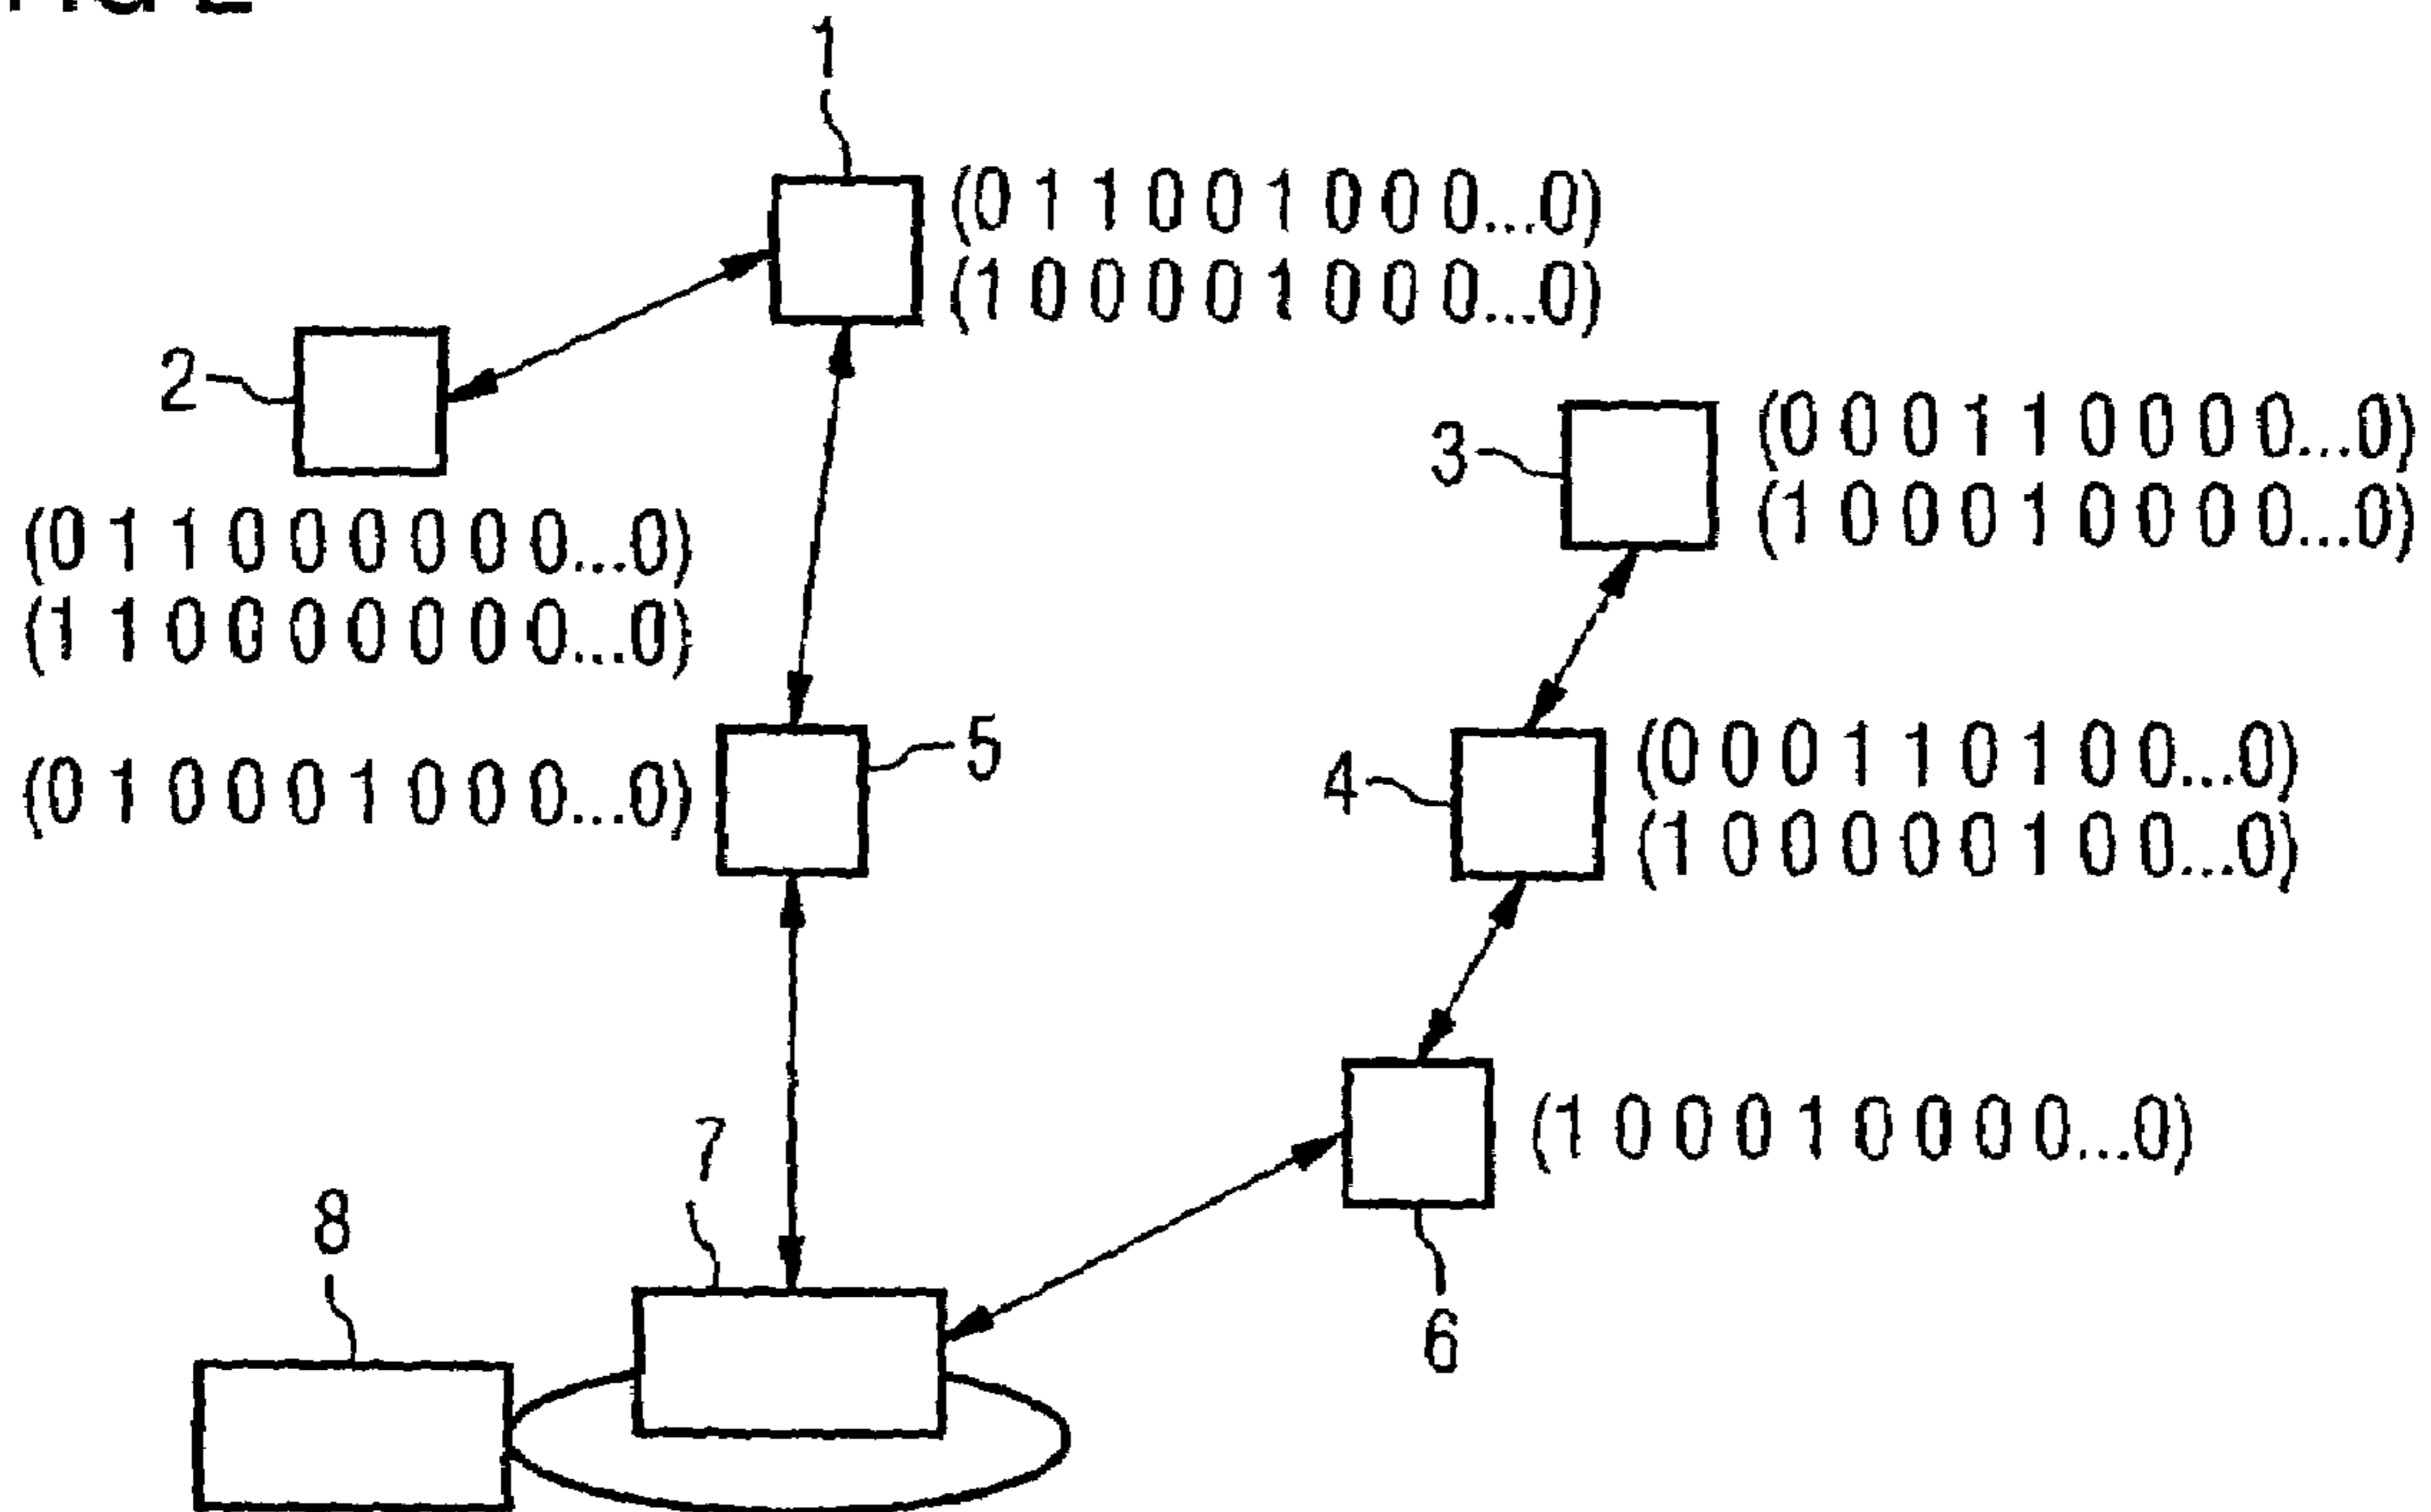 FIG 2
1
(0 1 1 0 0 1 0 0 0...0)
(1 0 0 0 0 1 0 0 0...0)
2
3
(0 0 0 1 1 0 0 0 0...0)
(1 0 0 0 1 0 0 0 0...0)
(0 1 1 0 0 0 0 0 0...0)
(1 1 0 0 0 0 0 0 0...0)
5
(0 1 0 0 0 1 0 0 0...0)
4
(0 0 0 1 1 0 1 0 0...0)
(1 0 0 0 0 0 1 0 0...0)
7
(1 0 0 0 1 0 0 0 0...0)
8
6